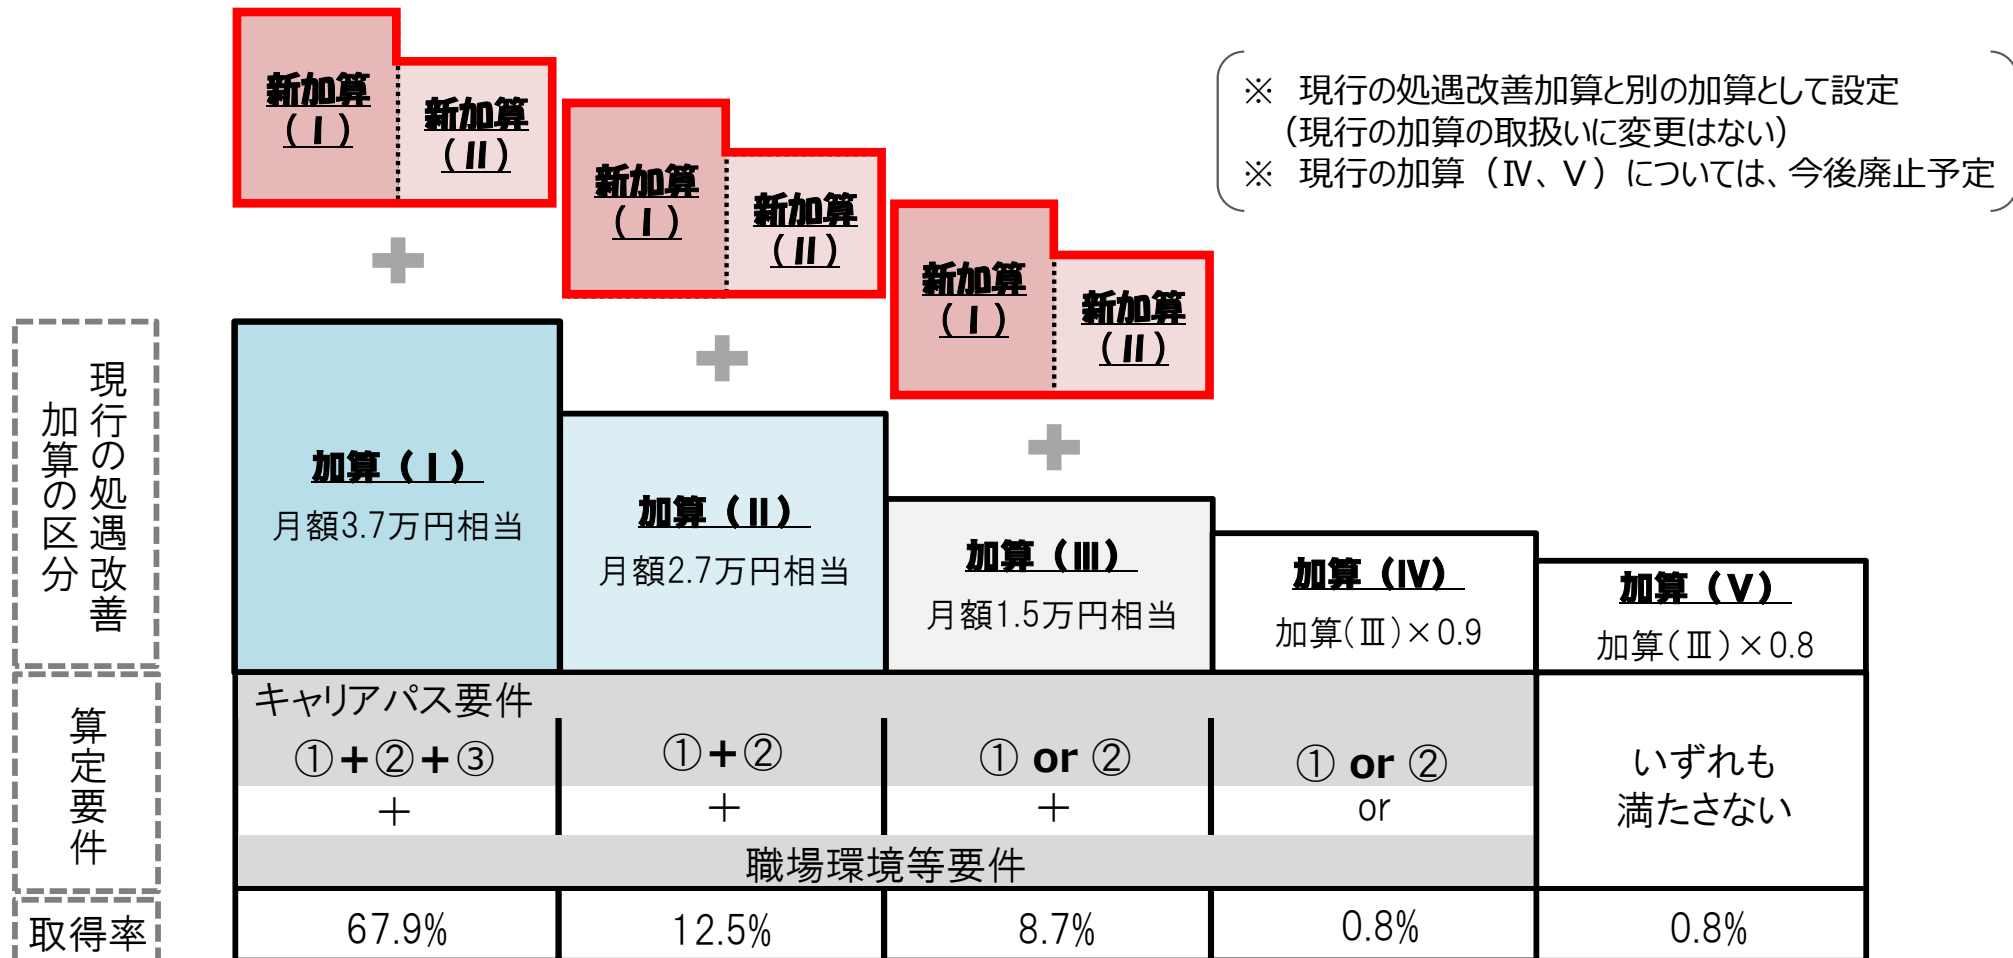 新加算
(Ⅰ)
新加算
(Ⅱ)
新加算
(Ⅰ)
新加算
(Ⅱ)
新加算
(Ⅰ)
新加算
(Ⅱ)
※ 現行の処遇改善加算と別の加算として設定
（現行の加算の取扱いに変更はない）
※ 現行の加算（Ⅳ、Ⅴ）については、今後廃止予定
現行の処遇改善
加算の区分
加算（Ⅰ）
月額3.7万円相当
加算（Ⅱ）
月額2.7万円相当
加算（Ⅲ）
月額1.5万円相当
加算（Ⅳ）
加算(Ⅲ)×0.9
加算（Ⅴ）
加算(Ⅲ)×0.8
算定要件
キャリアパス要件
①+②+③
①+②
① or ②
① or ②
＋
＋
＋
or
職場環境等要件
いずれも
満たさない
取得率
67.9%
12.5%
8.7%
0.8%
0.8%